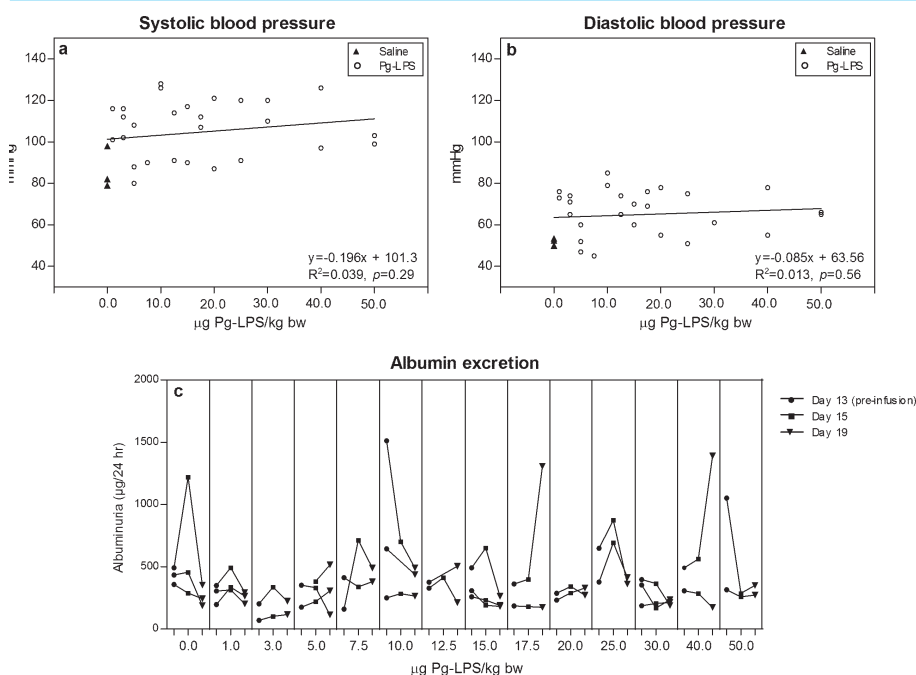 Systolic blood pressure
a
Saline
Pg-LPS
140
120
100
80
60
40
mmHg
y=-0.196x + 101.3
R²=0.039, p=0.29
0.0 10.0 20.0 30.0 40.0 50.0
µg Pg-LPS/kg bw
Diastolic blood pressure
b
Saline
Pg-LPS
140
120
100
80
60
40
mmHg
y=-0.085x + 63.56
R²=0.013, p=0.56
0.0 10.0 20.0 30.0 40.0 50.0
µg Pg-LPS/kg bw
Albumin excretion
c
2000
1500
1000
500
0
Albuminuria (µg/24 hr)
Day 13 (pre-infusion)
Day 15
Day 19
0.0 1.0 3.0 5.0 7.5 10.0 12.5 15.0 17.5 20.0 25.0 30.0 40.0 50.0
µg Pg-LPS/kg bw